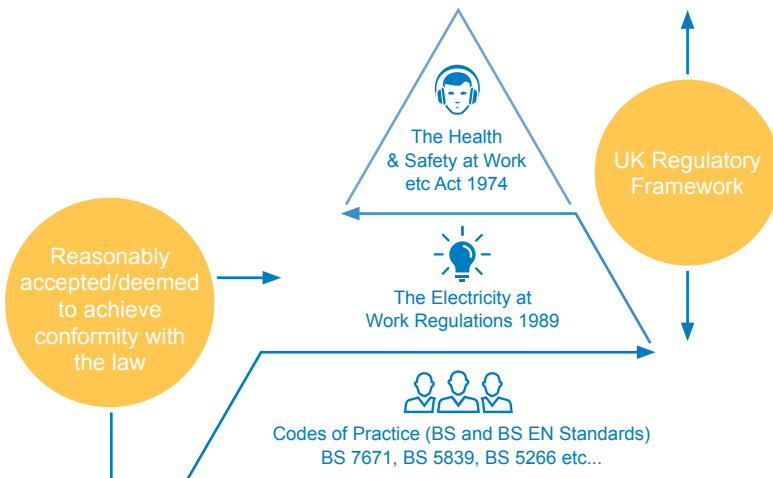 The Health
& Safety at Work
etc Act 1974
UK Regulatory
Framework
Reasonably
accepted/deemed
to achieve
conformity with
the law
The Electricity at
Work Regulations 1989
Codes of Practice (BS and BS EN Standards)
BS 7671, BS 5839, BS 5266 etc...